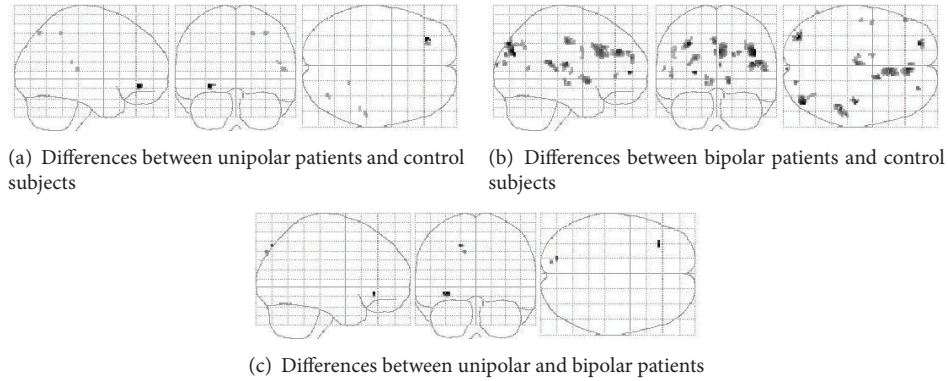 (a) Differences between unipolar patients and control
subjects
(b) Differences between bipolar patients and control
subjects
(c) Differences between unipolar and bipolar patients